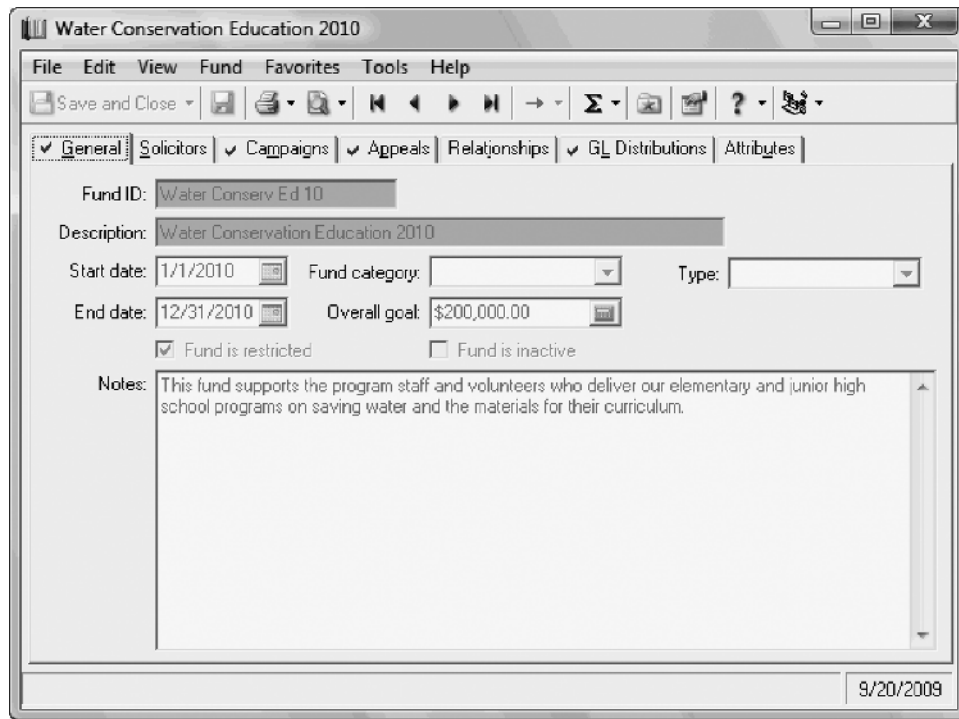 Water Conservation Education 2010
File Edit View Fund Favorites Tools Help
Save and Close
General Solicitors Campaigns Appeals Relationships GL Distributions Attributes
Fund ID: Water Conserv Ed 10
Description: Water Conservation Education 2010
Start date: 1/1/2010 Fund category: Type:
End date: 12/31/2010 Overall goal: $200,000.00
Fund is restricted Fund is inactive
Notes: This fund supports the program staff and volunteers who deliver our elementary and junior high
school programs on saving water and the materials for their curriculum.
9/20/2009